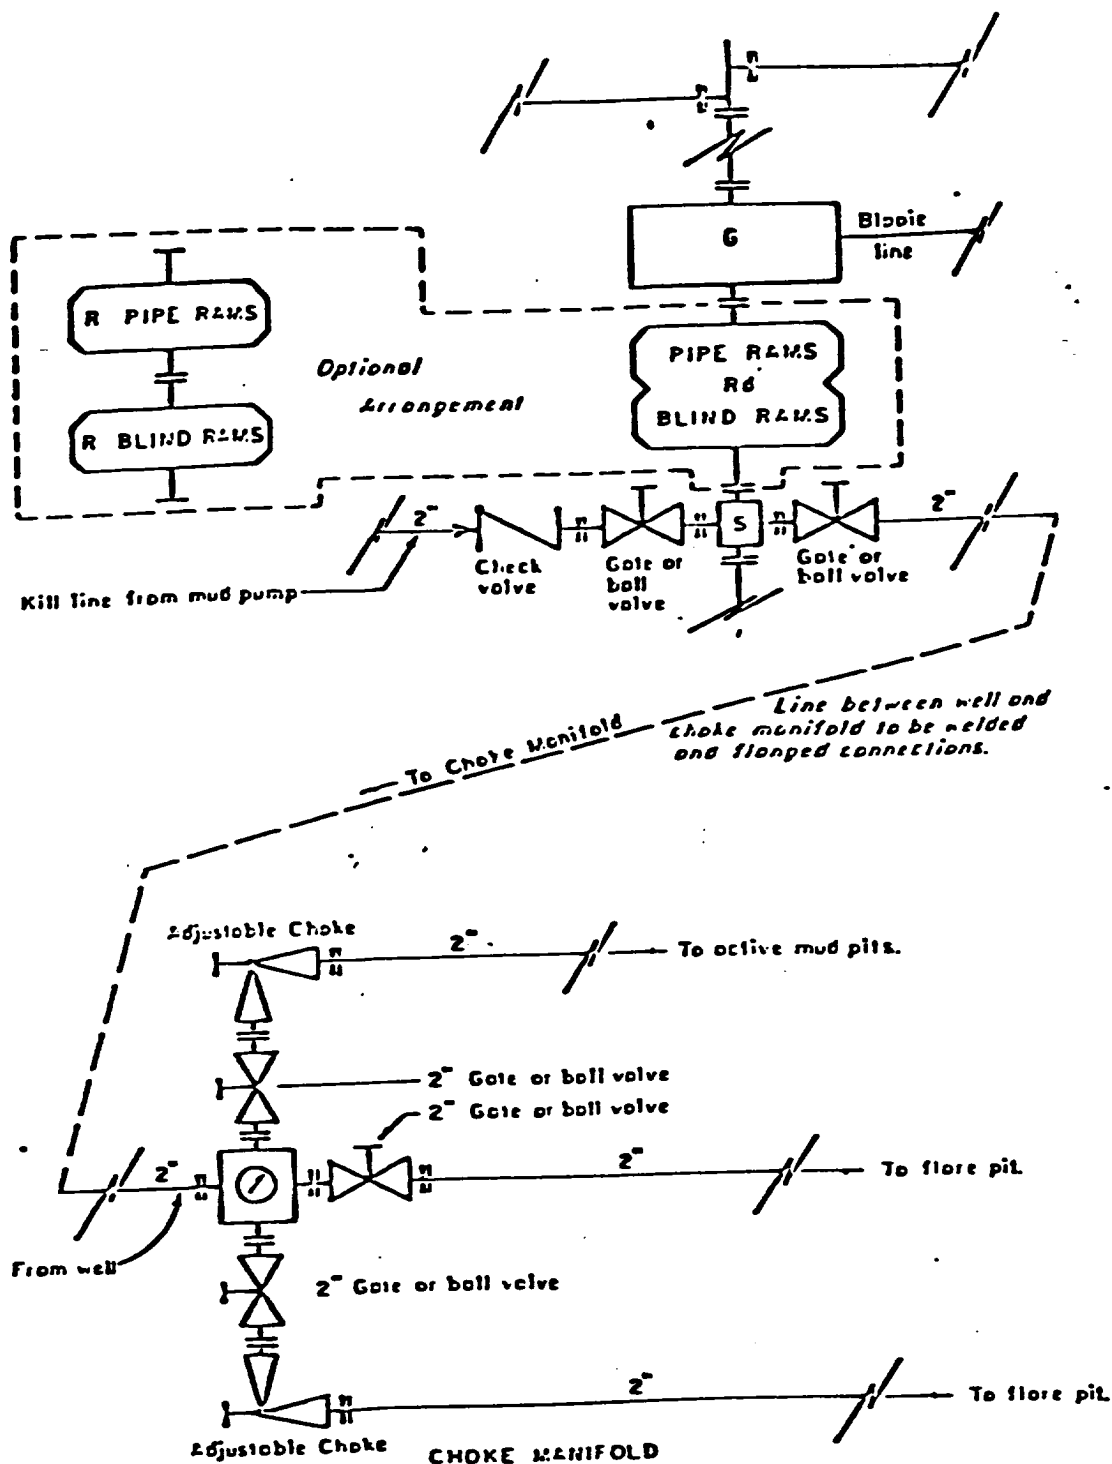 G
Blooie
line
R PIPE RAMS
R BLIND RAMS
Optional
Arrangement
PIPE RAMS
Rd
BLIND RAMS
2"
S
2"
Check
valve
Gate or
ball
valve
Gate or
ball valve
Kill line from mud pump
Line between well and
choke manifold to be welded
and flanged connections.
To Choke Manifold
Adjustable Choke
2"
To active mud pits.
2" Gate or ball valve
2" Gate or ball valve
2"
2"
To flare pit.
From well
2" Gate or ball valve
2"
To flare pit.
Adjustable Choke
CHOKE MANIFOLD